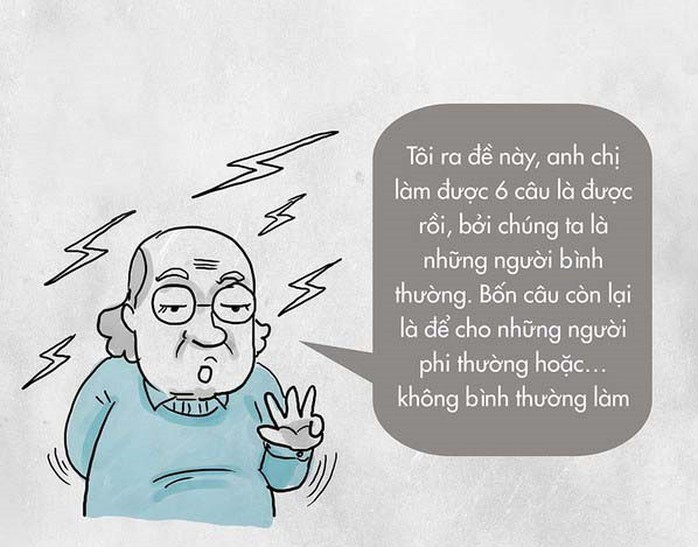 Tôi ra đề này, anh chị
làm được 6 câu là được
rồi, bởi chúng ta là
những người bình
thường. Bốn câu còn lại
là để cho những người
phi thường hoặc...
không bình thường làm